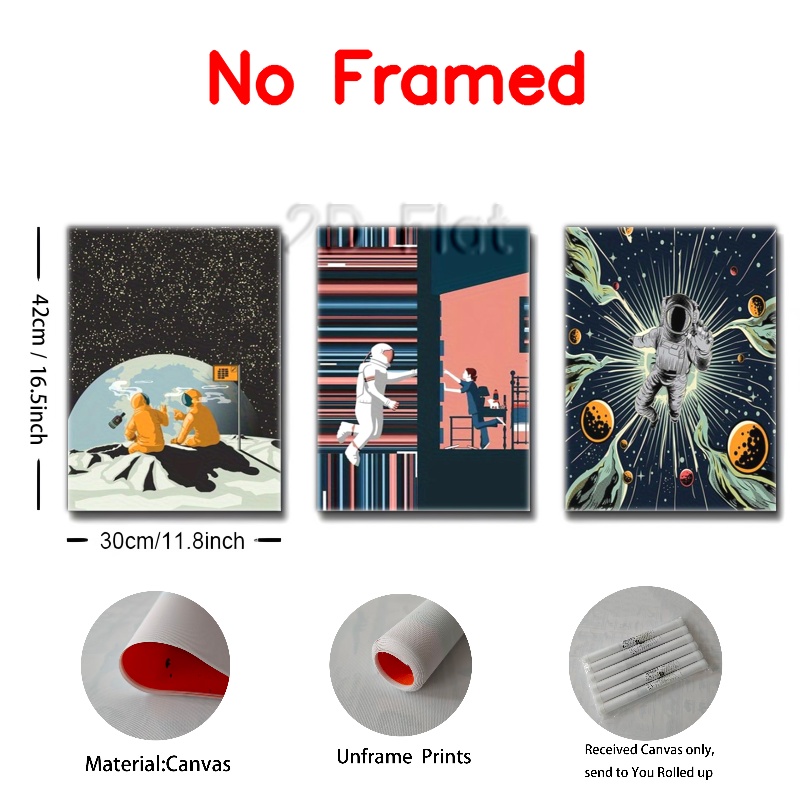 No Framed
2D Flat
42cm / 16.5inch
30cm/11.8inch
Material:Canvas
Unframe Prints
Received Canvas only,
send to You Rolled up